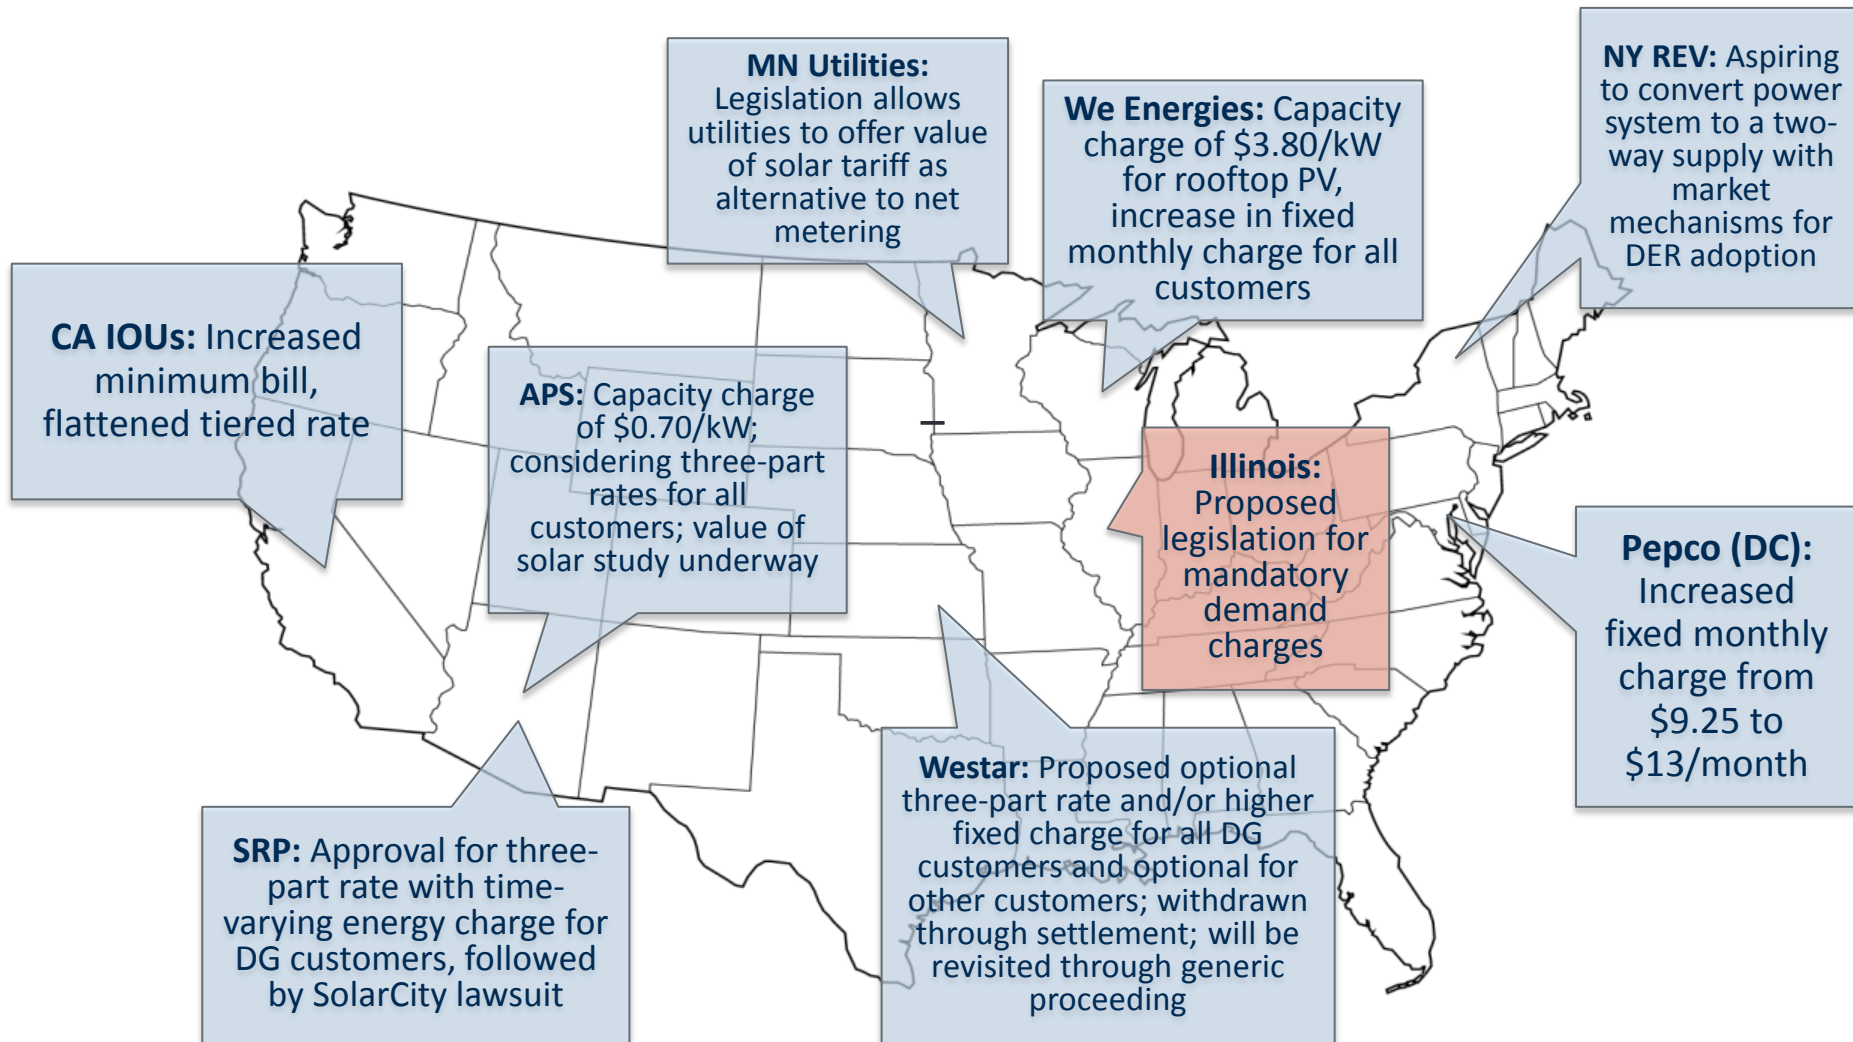 MN Utilities:
Legislation allows
utilities to offer value
of solar tariff as
alternative to net
metering
We Energies: Capacity
charge of $3.80/kW
for rooftop PV,
increase in fixed
monthly charge for all
customers
NY REV: Aspiring
to convert power
system to a two-
way supply with
market
mechanisms for
DER adoption
CA IOUs: Increased
minimum bill,
flattened tiered rate
APS: Capacity charge
of $0.70/kW;
considering three-part
rates for all
customers; value of
solar study underway
Illinois:
Proposed
legislation for
mandatory
demand
charges
Pepco (DC):
Increased
fixed monthly
charge from
$9.25 to
$13/month
SRP: Approval for three-
part rate with time-
varying energy charge for
DG customers, followed
by SolarCity lawsuit
Westar: Proposed optional
three-part rate and/or higher
fixed charge for all DG
customers and optional for
other customers; withdrawn
through settlement; will be
revisited through generic
proceeding